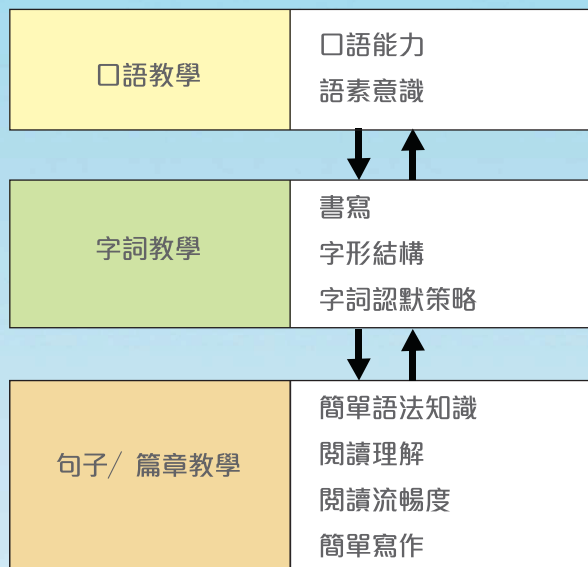 口語教學
口語能力
語素意識
字詞教學
書寫
字形結構
字詞認默策略
句子/ 篇章教學
簡單語法知識
閱讀理解
閱讀流暢度
簡單寫作